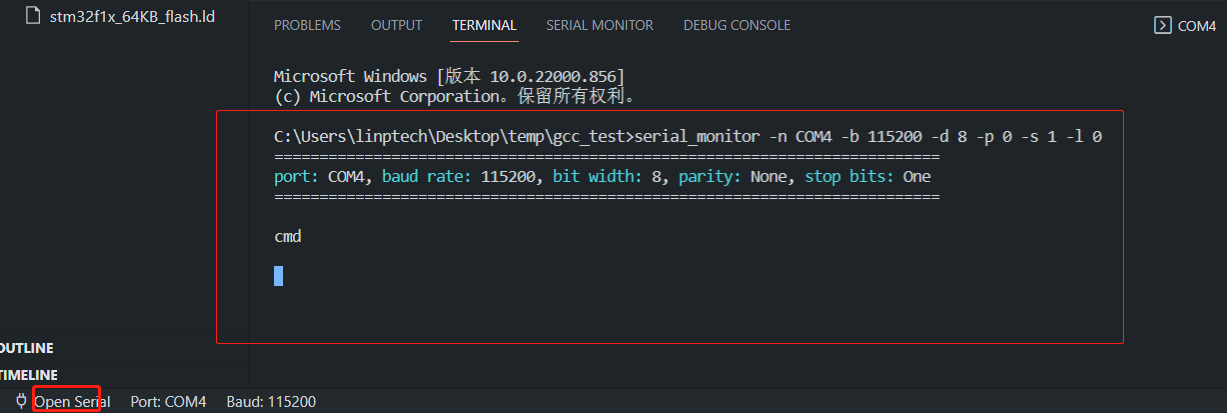 stm32f1x_64KB_flash.ld
PROBLEMS OUTPUT TERMINAL SERIAL MONITOR DEBUG CONSOLE COM4
Microsoft Windows [版本 10.0.22000.856]
(c) Microsoft Corporation。保留所有权利。
C:\Users\linptech\Desktop\temp\gcc_test>serial_monitor -n COM4 -b 115200 -d 8 -p 0 -s 1 -l 0
==========================================================================
port: COM4, baud rate: 115200, bit width: 8, parity: None, stop bits: One
==========================================================================
cmd
OUTLINE
TIMELINE
Open Serial Port: COM4 Baud: 115200